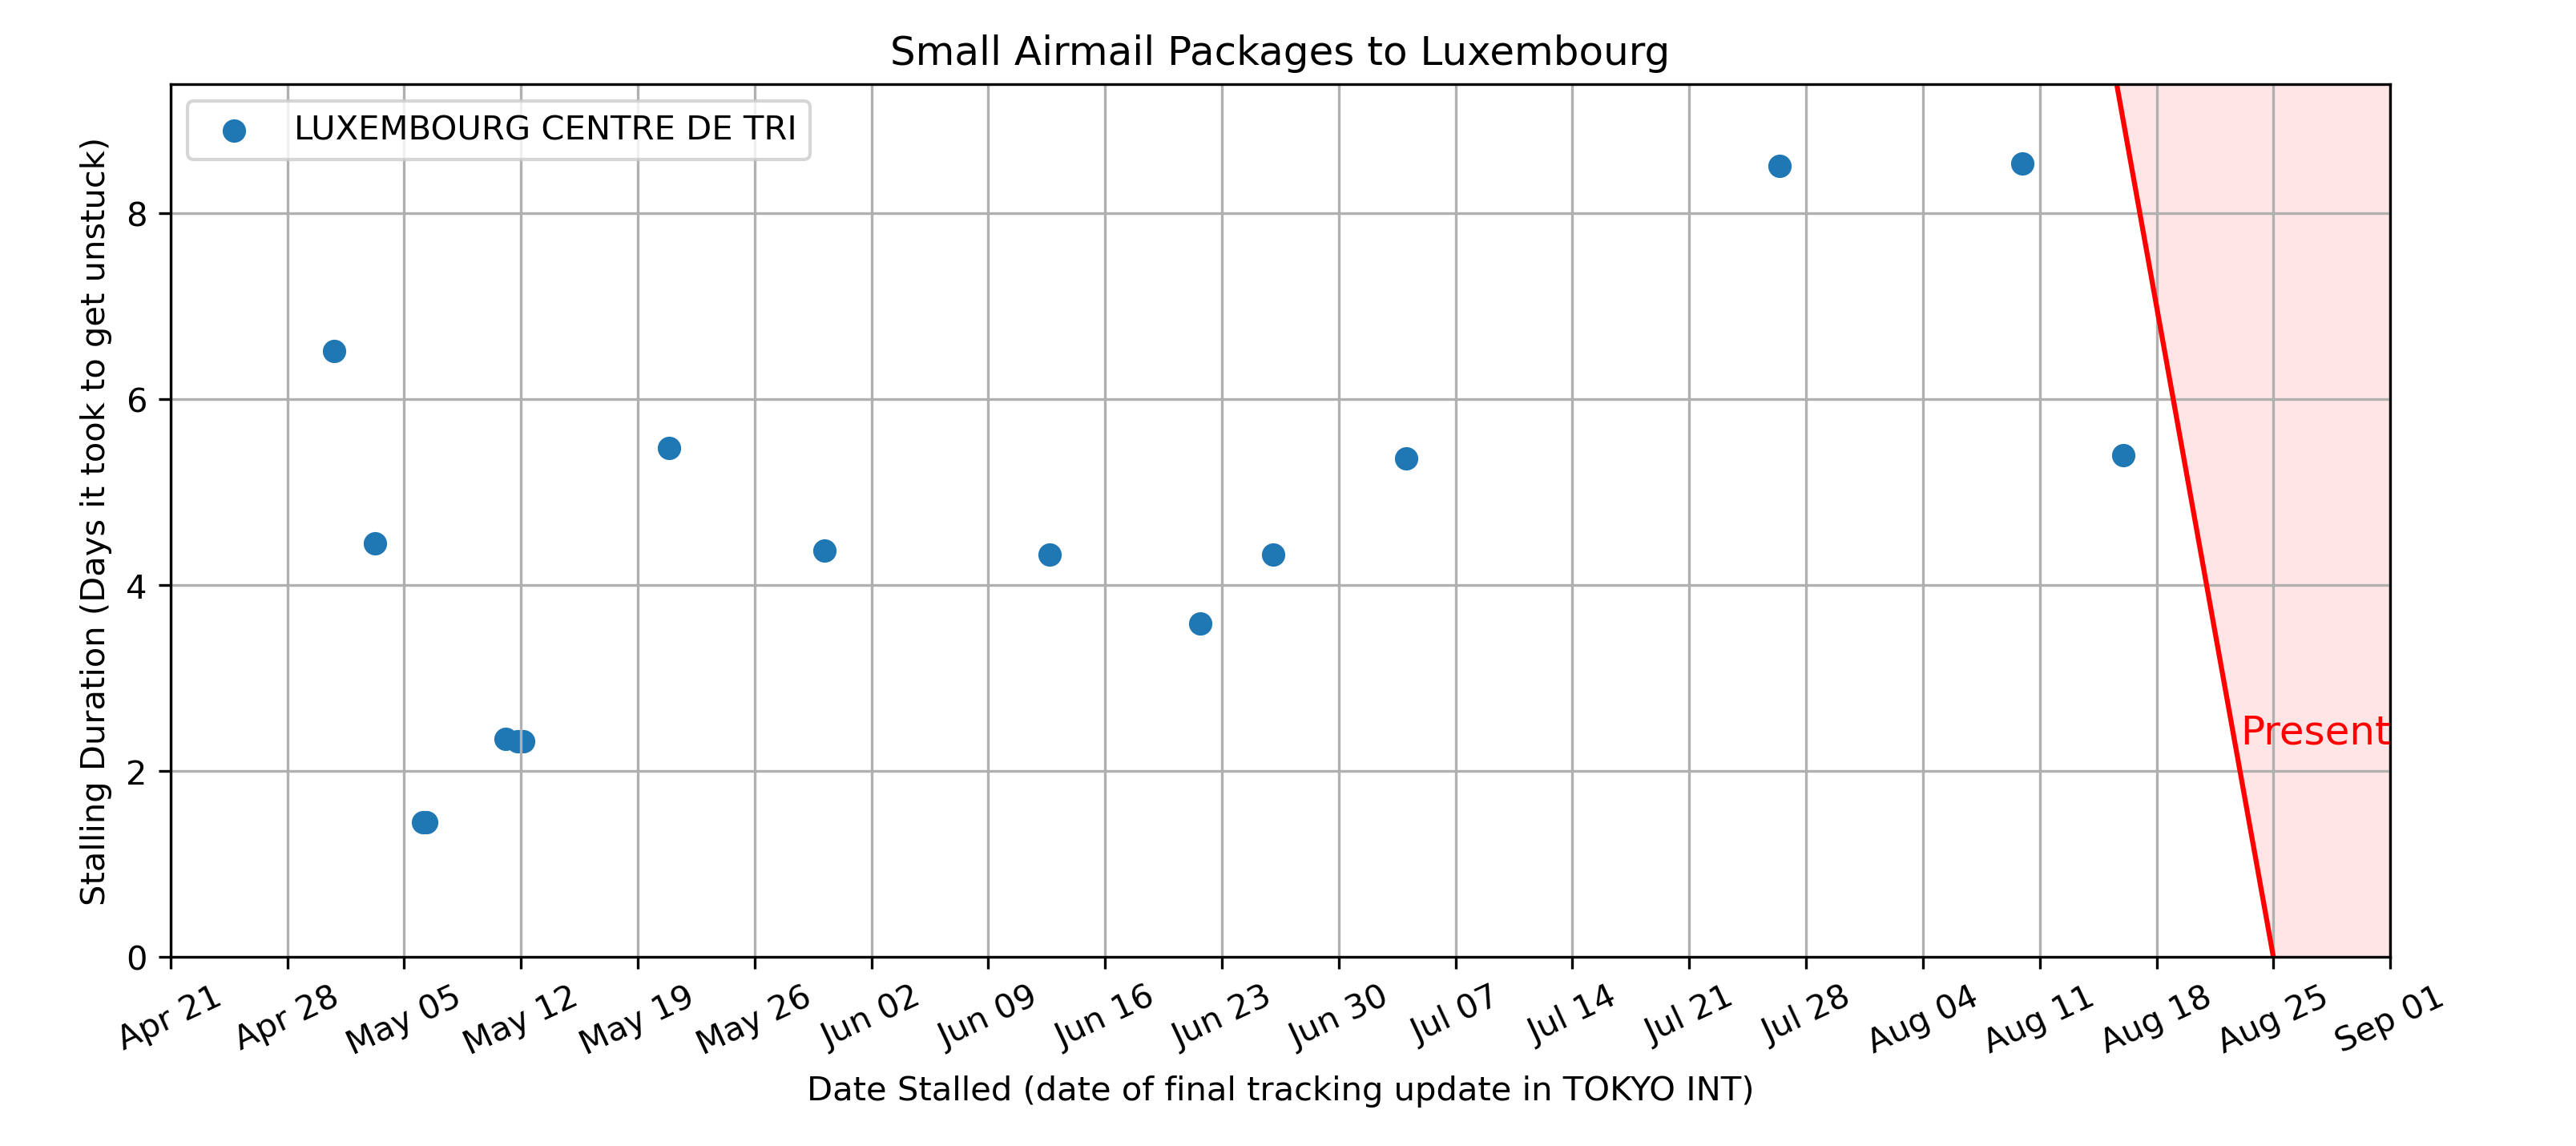 Small Airmail Packages to Luxembourg
LUXEMBOURG CENTRE DE TRI
Stalling Duration (Days it took to get unstuck)
8
6
4
2
0
Present
Apr 21
Apr 28
May 05
May 12
May 19
May 26
Jun 02
Jun 09
Jun 16
Jun 23
Jun 30
Jul 07
Jul 14
Jul 21
Jul 28
Aug 04
Aug 11
Aug 18
Aug 25
Sep 01
Date Stalled (date of final tracking update in TOKYO INT)